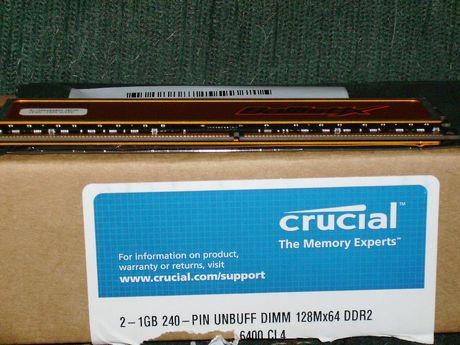 crucial
The Memory Experts™
For information on product,
warranty or returns, visit
www.crucial.com/support
2-1GB 240-PIN UNBUFF DIMM 128Mx64 DDR2
6400 CL4